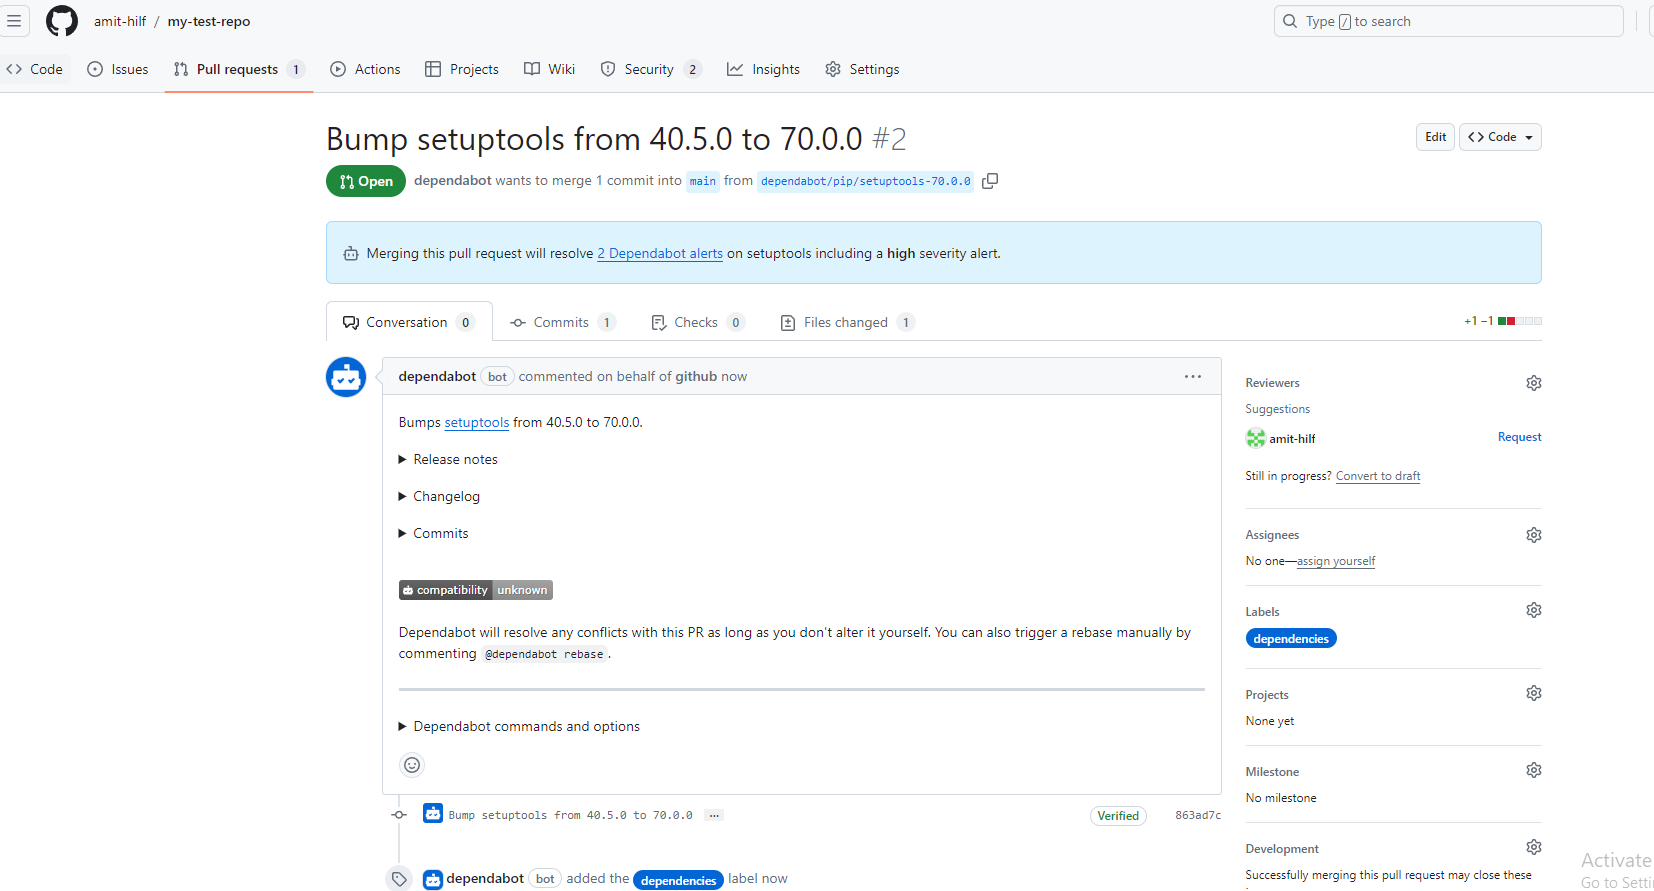 amit-hilf / my-test-repo
Type / to search
Code Issues Pull requests 1 Actions Projects Wiki Security 2 Insights Settings
Bump setuptools from 40.5.0 to 70.0.0 #2
Edit Code
Open dependabot wants to merge 1 commit into main from dependabot/pip/setuptools-70.0.0
Merging this pull request will resolve 2 Dependabot alerts on setuptools including a high severity alert.
Conversation 0 Commits 1 Checks 0 Files changed 1
+1 −1
dependabot bot commented on behalf of github now
Bumps setuptools from 40.5.0 to 70.0.0.
Release notes
Changelog
Commits
compatibility unknown
Dependabot will resolve any conflicts with this PR as long as you don't alter it yourself. You can also trigger a rebase manually by
commenting @dependabot rebase.
Dependabot commands and options
Bump setuptools from 40.5.0 to 70.0.0 ...
Verified 863ad7c
dependabot bot added the dependencies label now
Reviewers
Suggestions
amit-hilf Request
Still in progress? Convert to draft
Assignees
No one—assign yourself
Labels
dependencies
Projects
None yet
Milestone
No milestone
Development
Successfully merging this pull request may close these
Activate
Go to Setti